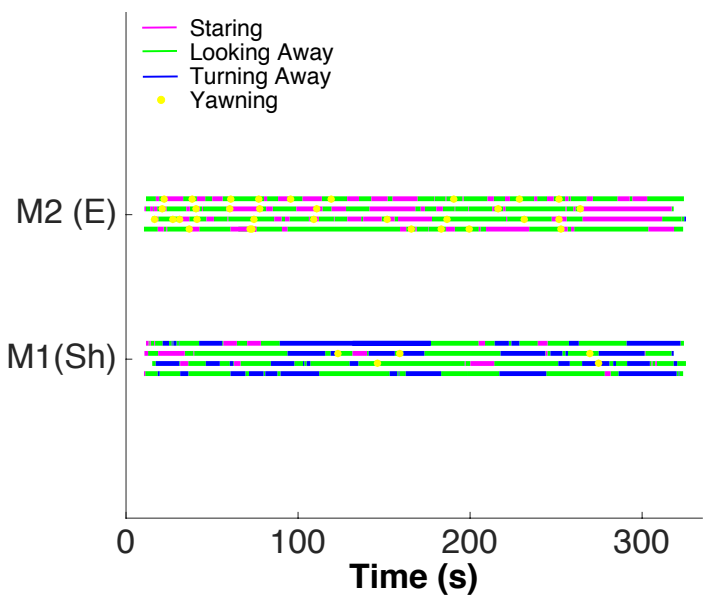 Staring
Looking Away
Turning Away
Yawning
M2 (E)
M1(Sh)
0
100
200
300
Time (s)